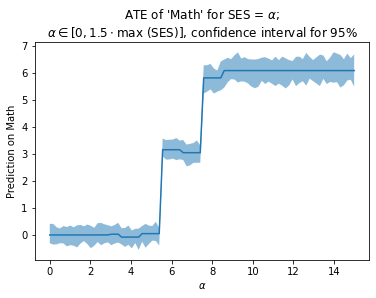 ATE of 'Math' for SES = α;
α ∈ [0, 1.5 · max (SES)], confidence interval for 95%
7
6
5
4
3
2
1
0
Prediction on Math
0 2 4 6 8 10 12 14
α